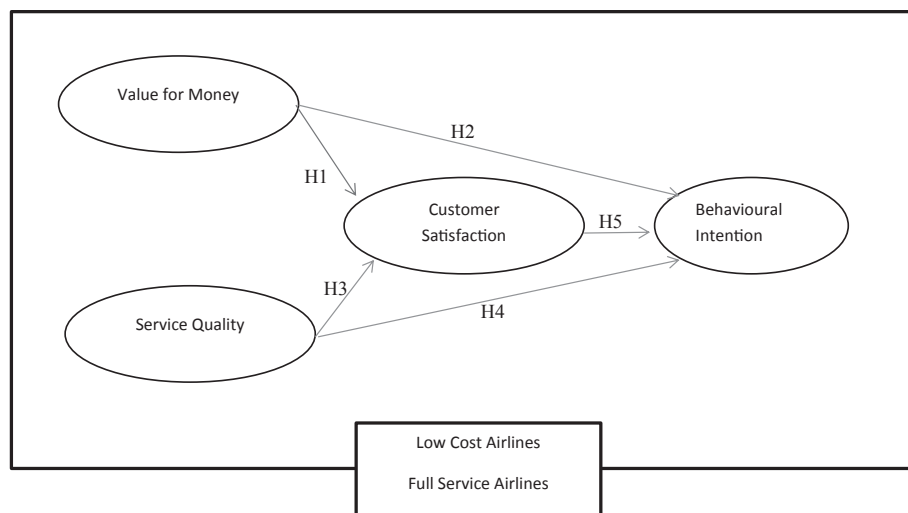 Value for Money
H2
H1
Customer
Satisfaction
H5
Behavioural
Intention
H3
Service Quality
H4
Low Cost Airlines
Full Service Airlines